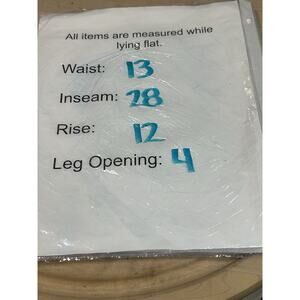 All items are measured while
lying flat.
Waist: 13
Inseam: 28
Rise: 12
Leg Opening: 4